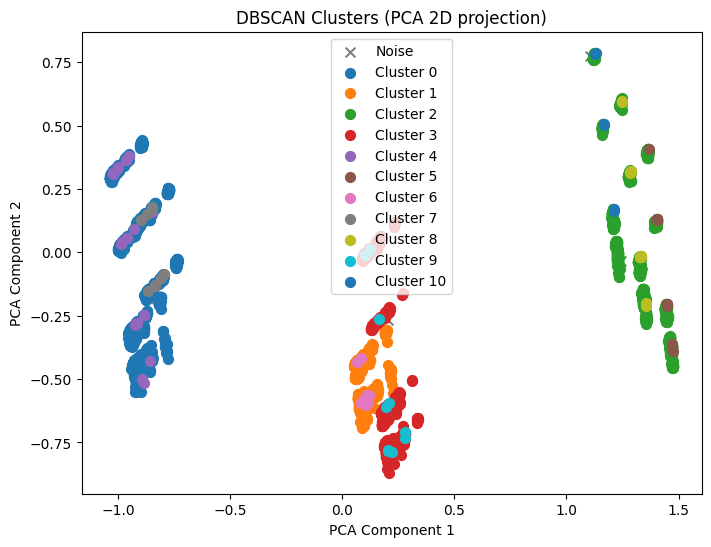 DBSCAN Clusters (PCA 2D projection)
Noise
Cluster 0
Cluster 1
Cluster 2
Cluster 3
Cluster 4
Cluster 5
Cluster 6
Cluster 7
Cluster 8
Cluster 9
Cluster 10
PCA Component 2
0.75
0.50
0.25
0.00
−0.25
−0.50
−0.75
−1.0
−0.5
0.0
0.5
1.0
1.5
PCA Component 1